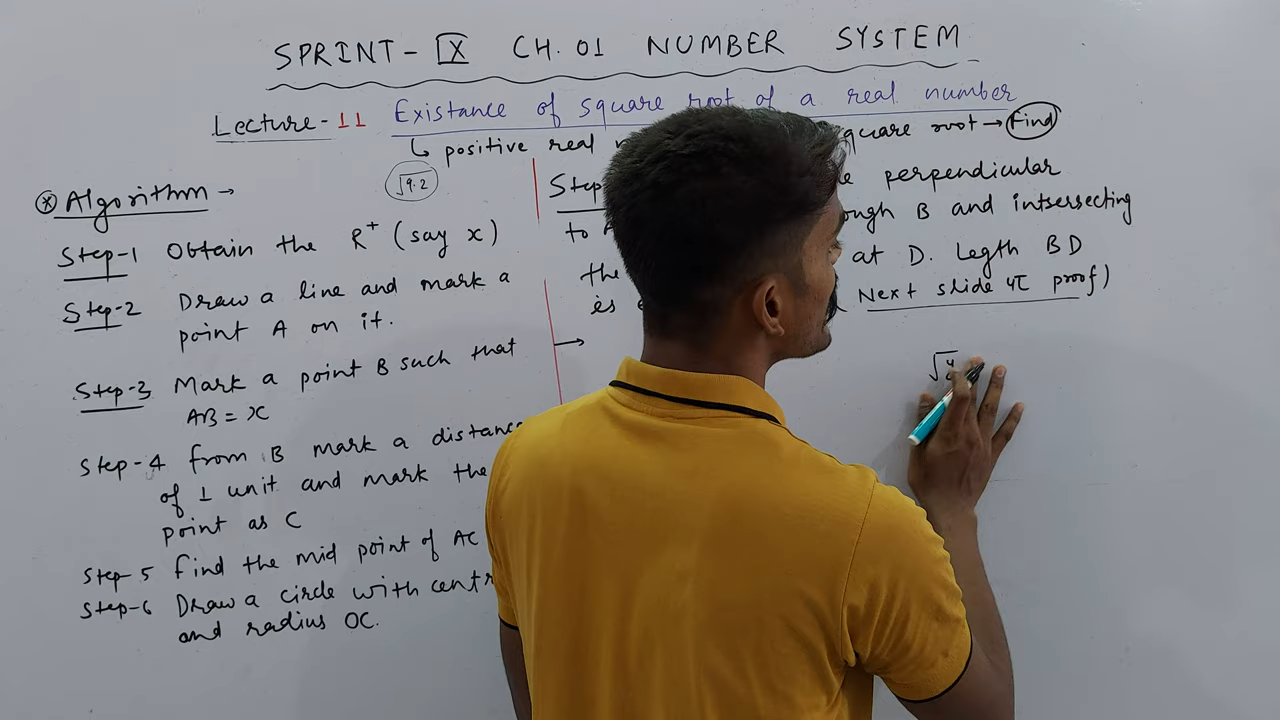 SPRINT-IX CH. 01 NUMBER SYSTEM
Lecture-11 Existance of square root of a real number
↳ positive real square root → Find
√9.2
* Algorithm →
Step-1 Obtain the R⁺ (say x)
Step-2 Draw a line and mark a
point A on it.
Step-3 Mark a point B such that
AB = x
Step-4 from B mark a distance
of 1 unit and mark the
point as C
Step-5 find the mid point of AC
Step-6 Draw a circle with centr
and radius OC.
Step perpendicular
to B and intsersecting
the at D. Legth BD
is Next slide proof)
→
√4